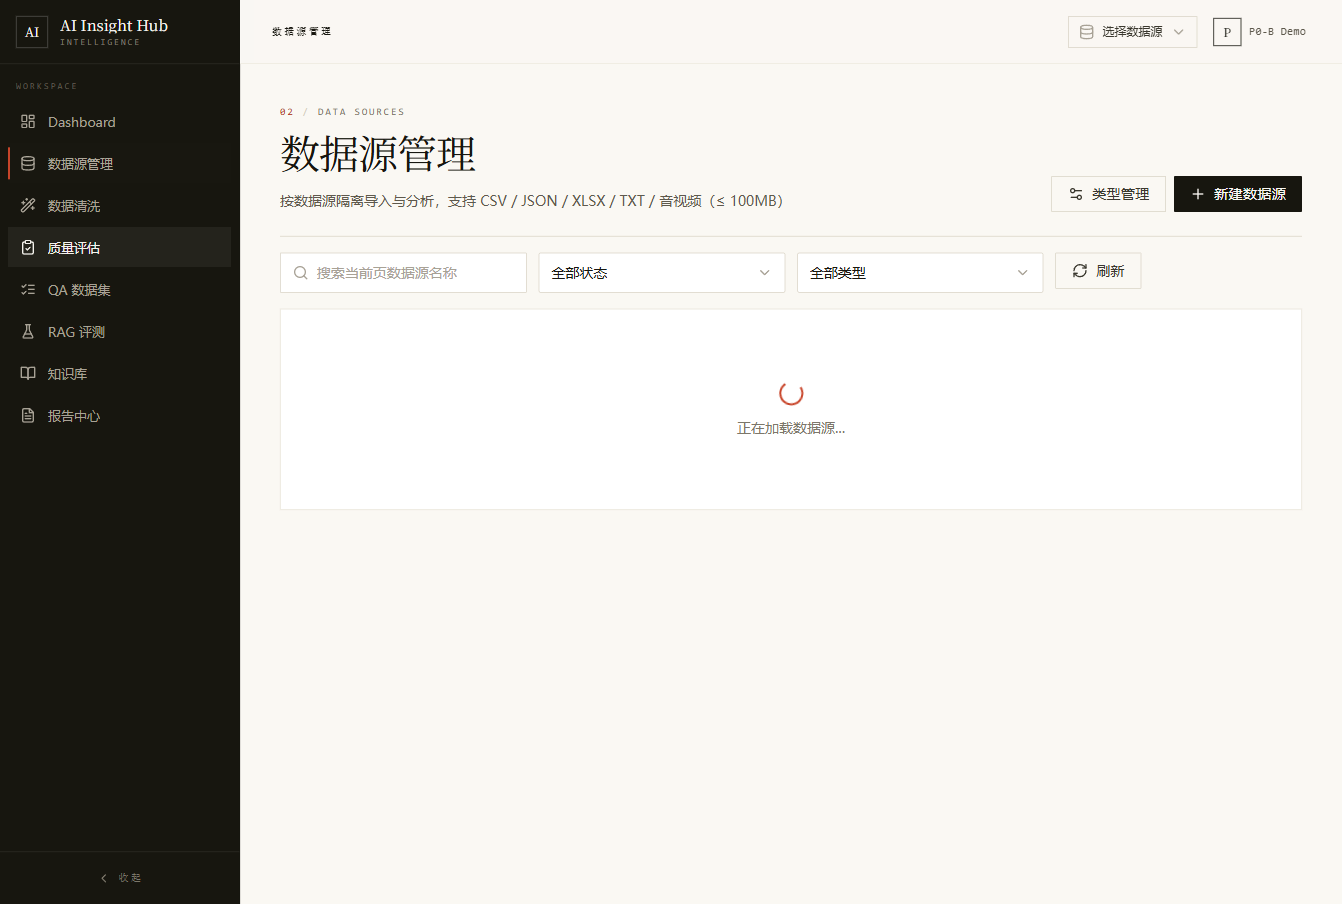 AI
AI Insight Hub
INTELLIGENCE
WORKSPACE
Dashboard
数据源管理
数据清洗
质量评估
QA 数据集
RAG 评测
知识库
报告中心
收起
数据源管理
选择数据源
P
P0-B Demo
02 / DATA SOURCES
数据源管理
按数据源隔离导入与分析，支持 CSV / JSON / XLSX / TXT / 音视频（≤ 100MB）
类型管理
新建数据源
搜索当前页数据源名称
全部状态
全部类型
刷新
正在加载数据源...